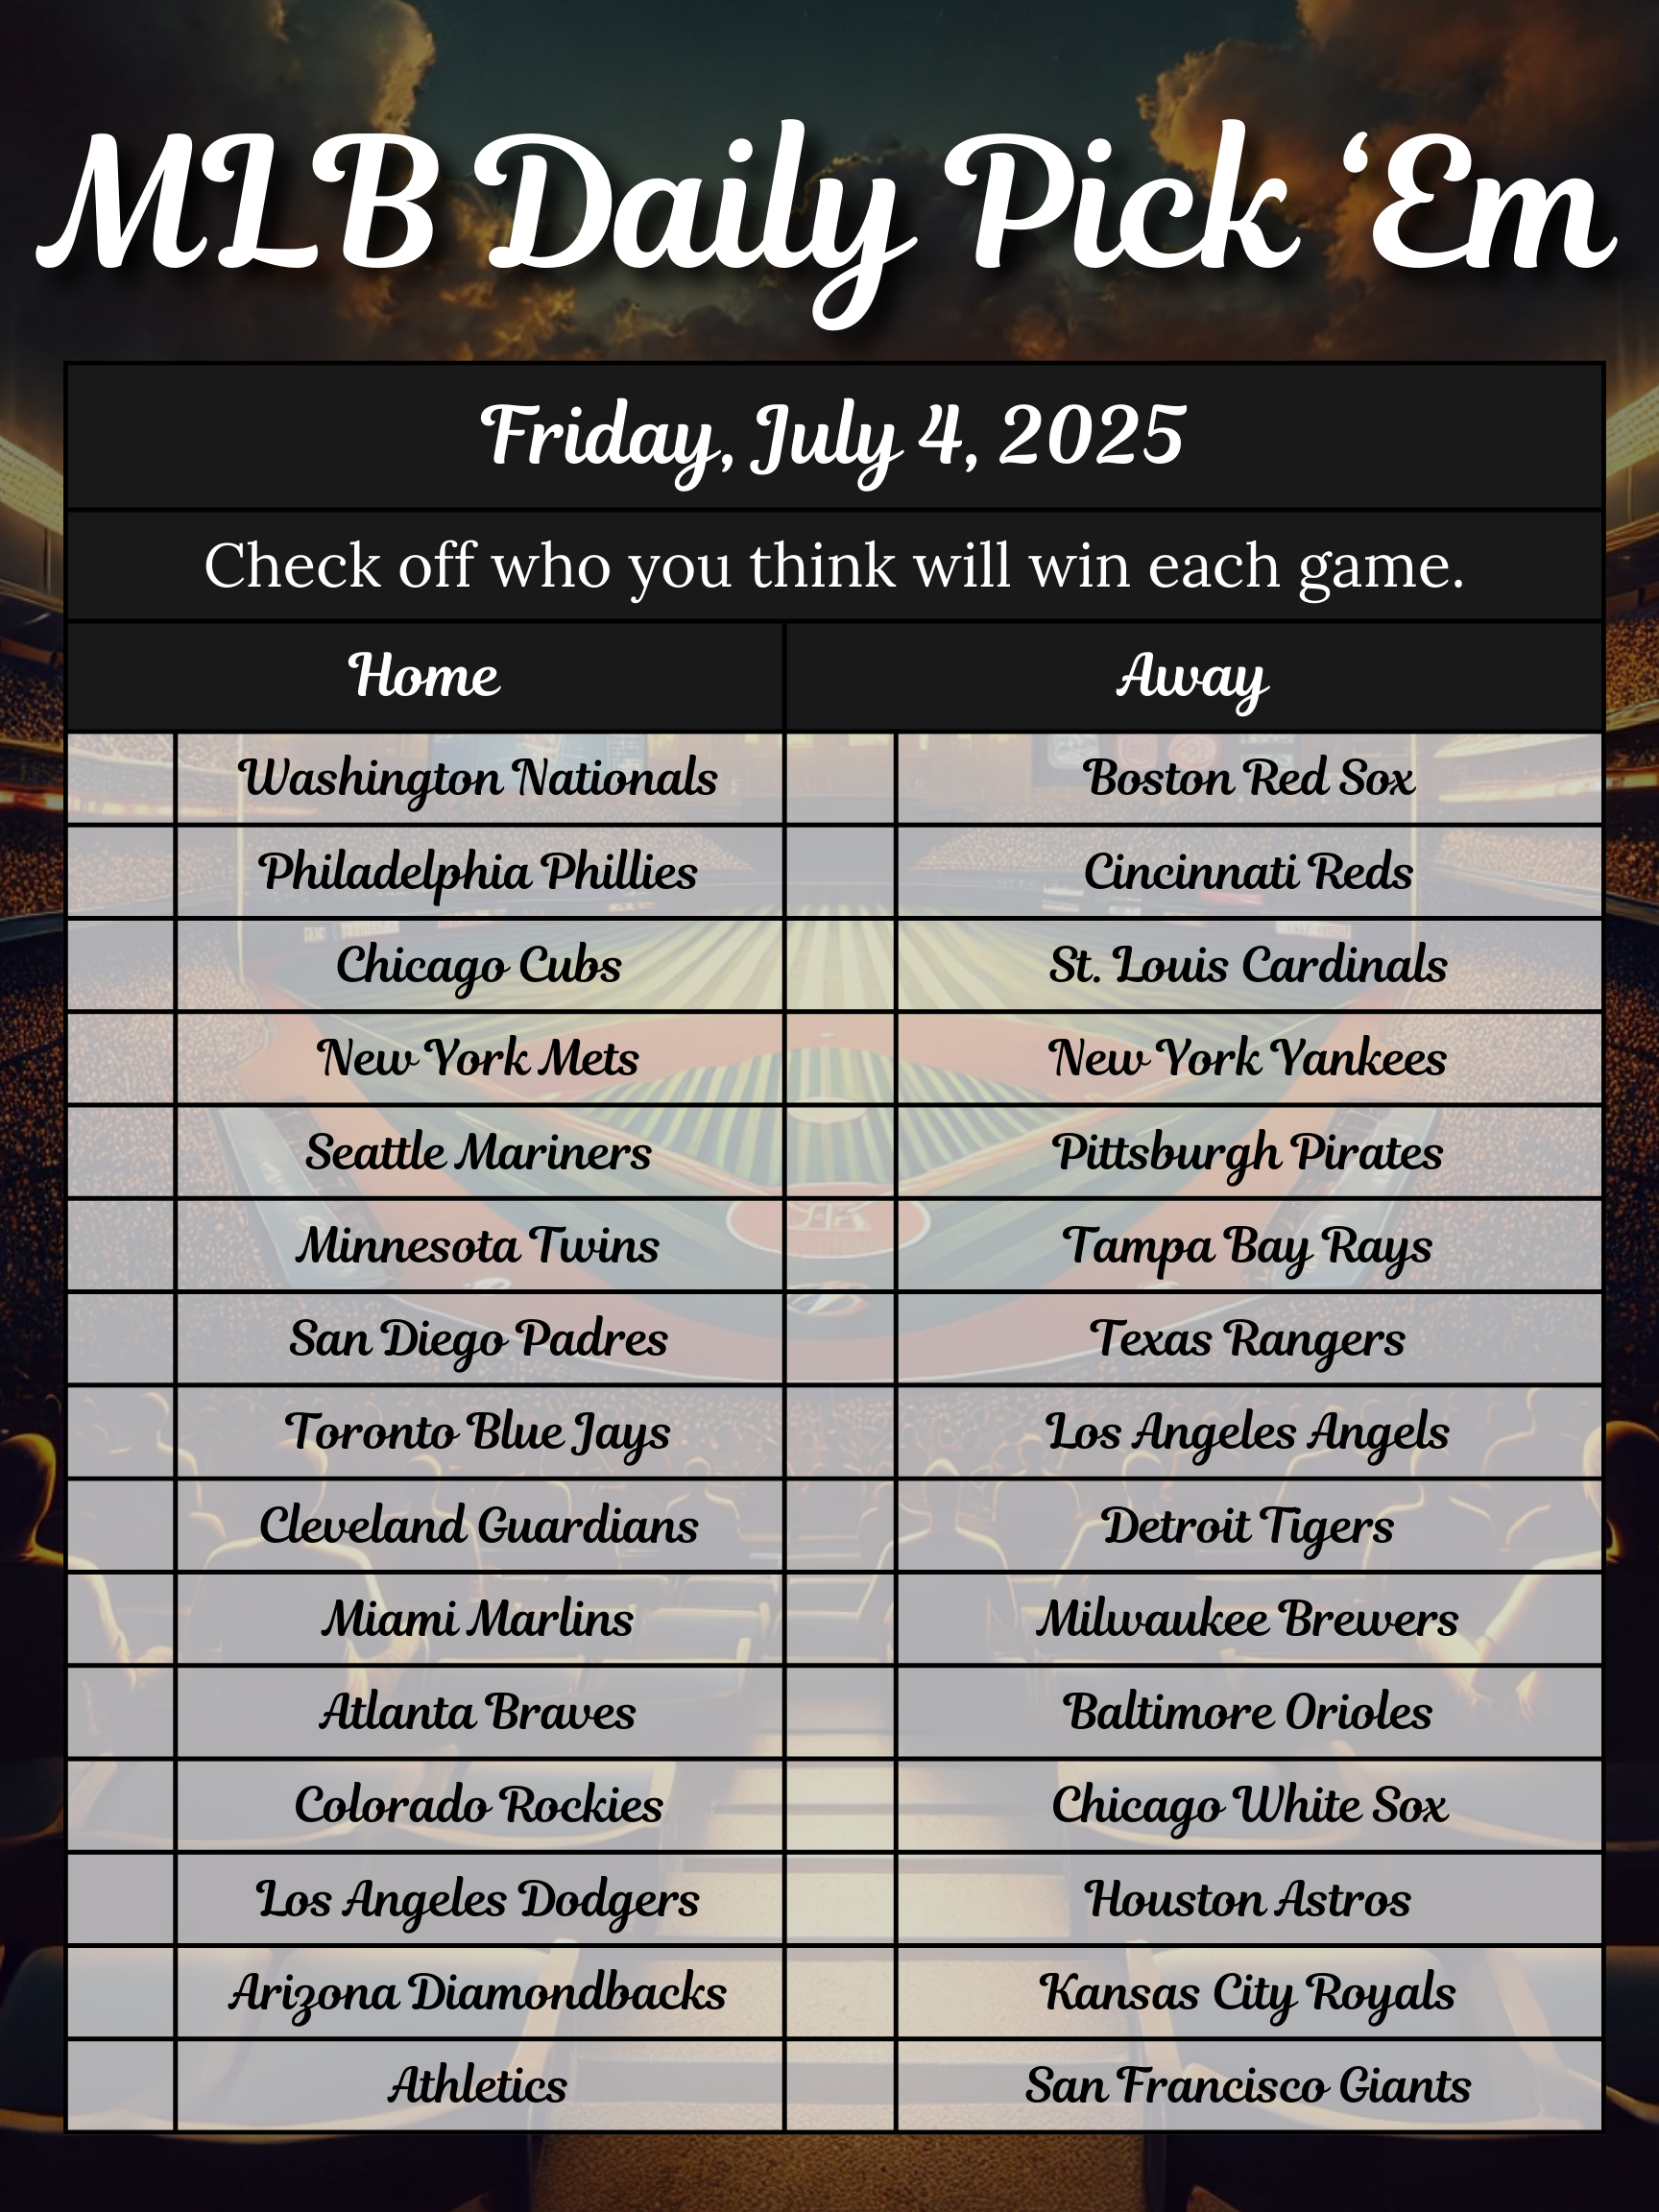 MLB Daily Pick ‘Em
Friday, July 4, 2025
Check off who you think will win each game.
Home Away
Washington Nationals Boston Red Sox
Philadelphia Phillies Cincinnati Reds
Chicago Cubs St. Louis Cardinals
New York Mets New York Yankees
Seattle Mariners Pittsburgh Pirates
Minnesota Twins Tampa Bay Rays
San Diego Padres Texas Rangers
Toronto Blue Jays Los Angeles Angels
Cleveland Guardians Detroit Tigers
Miami Marlins Milwaukee Brewers
Atlanta Braves Baltimore Orioles
Colorado Rockies Chicago White Sox
Los Angeles Dodgers Houston Astros
Arizona Diamondbacks Kansas City Royals
Athletics San Francisco Giants